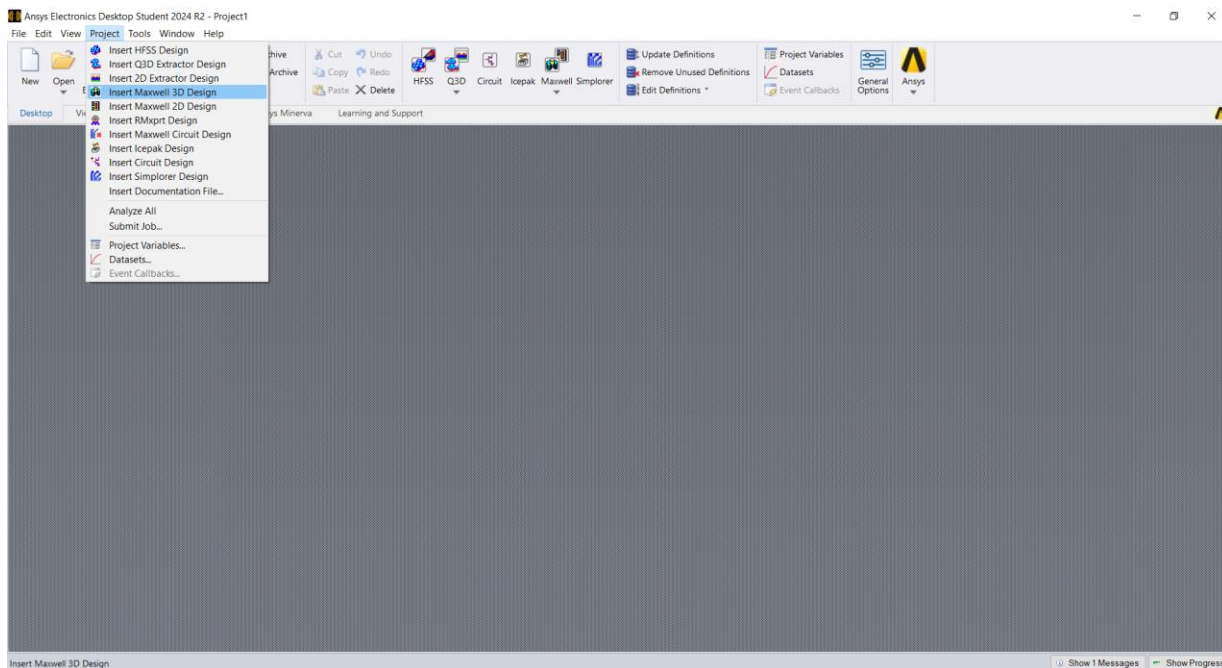 Ansys Electronics Desktop Student 2024 R2 - Project1
File Edit View Project Tools Window Help
New
Open
Insert HFSS Design
Insert Q3D Extractor Design
Insert 2D Extractor Design
Insert Maxwell 3D Design
Insert Maxwell 2D Design
Insert RMxprt Design
Insert Maxwell Circuit Design
Insert Icepak Design
Insert Circuit Design
Insert Simplorer Design
Insert Documentation File...
Analyze All
Submit Job...
Project Variables...
Datasets...
Event Callbacks...
Archive
Cut Undo
Copy Redo
Paste Delete
HFSS Q3D Circuit Icepak Maxwell Simplorer
Update Definitions
Remove Unused Definitions
Edit Definitions
Project Variables
Datasets
Event Callbacks
General Options
Ansys
Desktop
Learning and Support
Insert Maxwell 3D Design
Show 1 Messages Show Progress